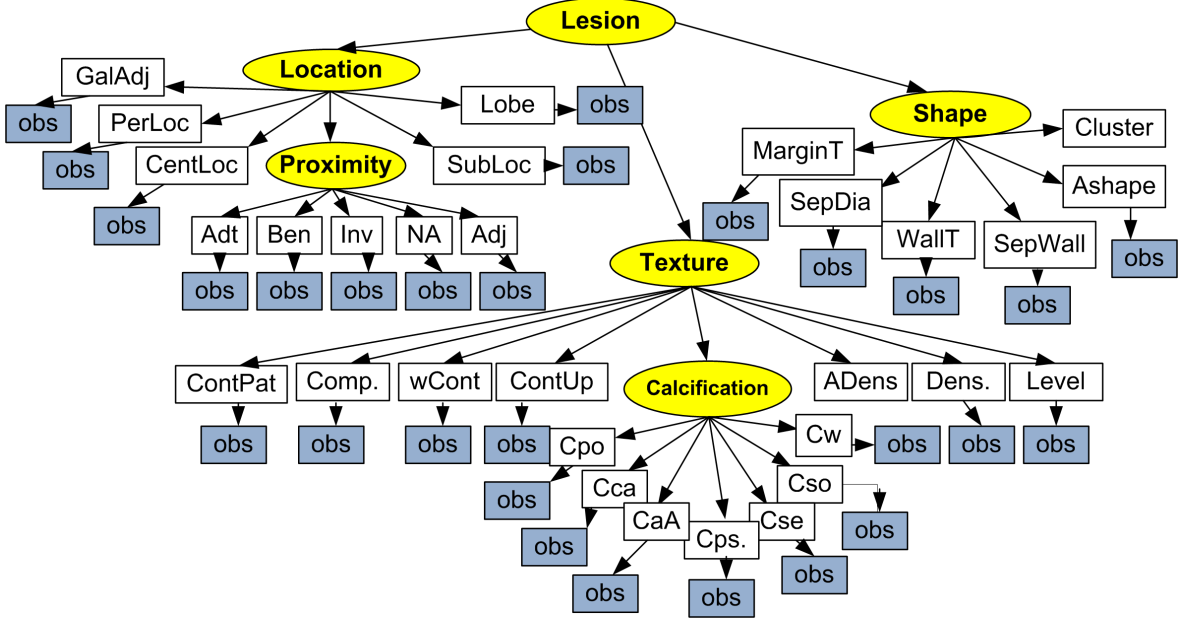 Lesion
Location
GalAdj
Lobe
obs
Shape
obs
PerLoc
Cluster
MarginT
obs
CentLoc
Proximity
SubLoc
obs
SepDia
Ashape
obs
obs
Adt
Ben
Inv
NA
Adj
WallT
SepWall
obs
Texture
obs
obs
obs
obs
obs
obs
obs
obs
obs
ContPat
Comp.
wCont
ContUp
Calcification
ADens
Dens.
Level
obs
obs
obs
obs
Cpo
Cw
obs
obs
obs
Cca
Cso
obs
CaA
Cse
obs
Cps.
obs
obs
obs
obs